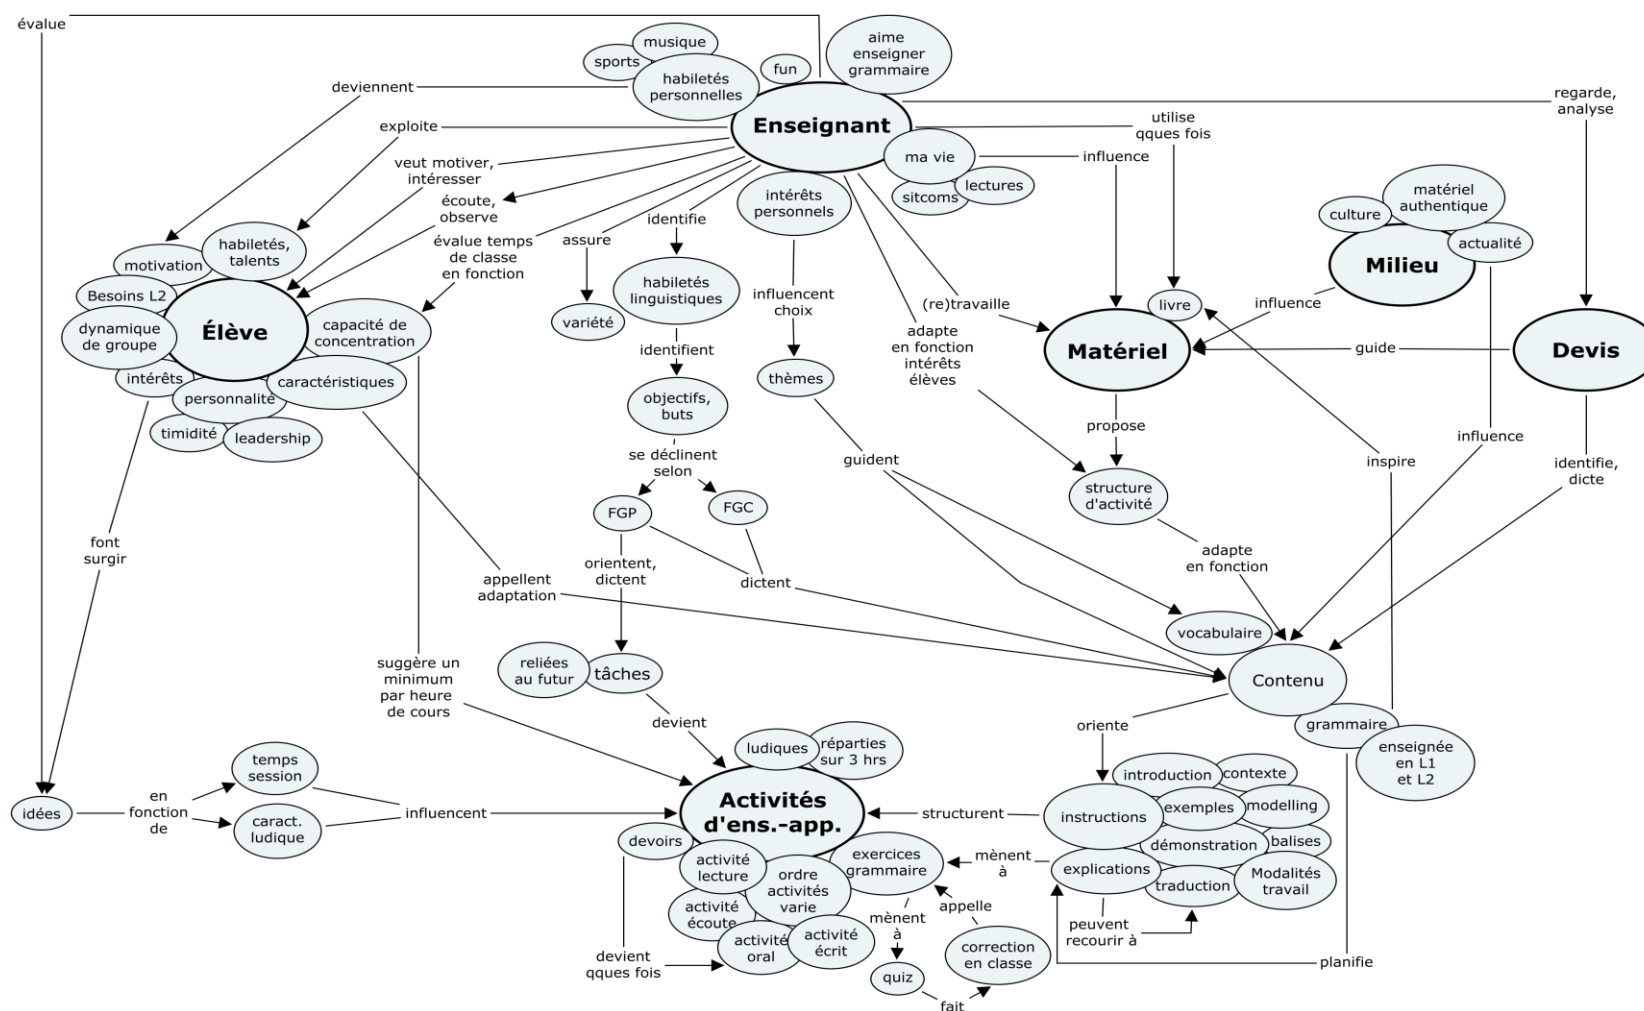 évalue
musique
sports
habiletés
personnelles
fun
aime
enseigner
grammaire
deviennent
Enseignant
regarde,
analyse
exploite
utilise
qques fois
veut motiver,
intéresser
ma vie
influence
sitcoms
lectures
écoute,
observe
identifie
intérêts
personnels
matériel
authentique
culture
actualité
Milieu
habiletés,
talents
motivation
évalue temps
de classe
en fonction
assure
Besoins L2
dynamique
de groupe
Élève
capacité de
concentration
habiletés
linguistiques
variété
influencent
choix
(re)travaille
livre
influence
adapte
en fonction
intérêts
élèves
Matériel
guide
Devis
intérêts
caractéristiques
personnalité
timidité
leadership
identifient
thèmes
objectifs,
buts
propose
guident
influence
inspire
identifie,
dicte
se déclinent
selon
structure
d'activité
FGP
FGC
font
surgir
orientent,
dictent
dictent
appellent
adaptation
adapte
en fonction
vocabulaire
suggère un
minimum
par heure
de cours
reliées
au futur
tâches
Contenu
devient
oriente
grammaire
enseignée
en L1
et L2
ludiques
réparties
sur 3 hrs
temps
session
introduction
contexte
idées
en
fonction
de
influencent
Activités
d'ens.-app.
structurent
instructions
exemples
modelling
caract.
ludique
devoirs
démonstration
balises
activité
lecture
ordre
activités
varie
exercices
grammaire
mènent
à
explications
traduction
Modalités
travail
activité
écoute
mènent
à
appelle
peuvent
recourir à
activité
oral
activité
écrit
correction
en classe
devient
qques fois
planifie
quiz
fait